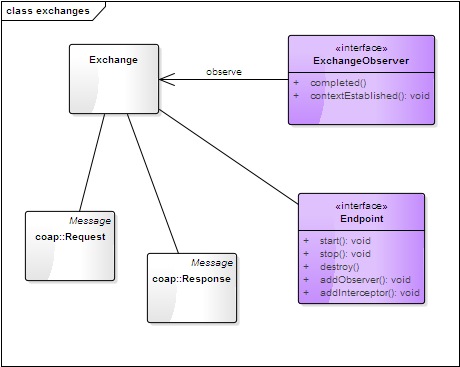 class exchanges
Exchange
observe
«interface»
ExchangeObserver
+ completed()
+ contextEstablished(): void
Message
coap::Request
Message
coap::Response
«interface»
Endpoint
+ start(): void
+ stop(): void
+ destroy()
+ addObserver(): void
+ addInterceptor(): void